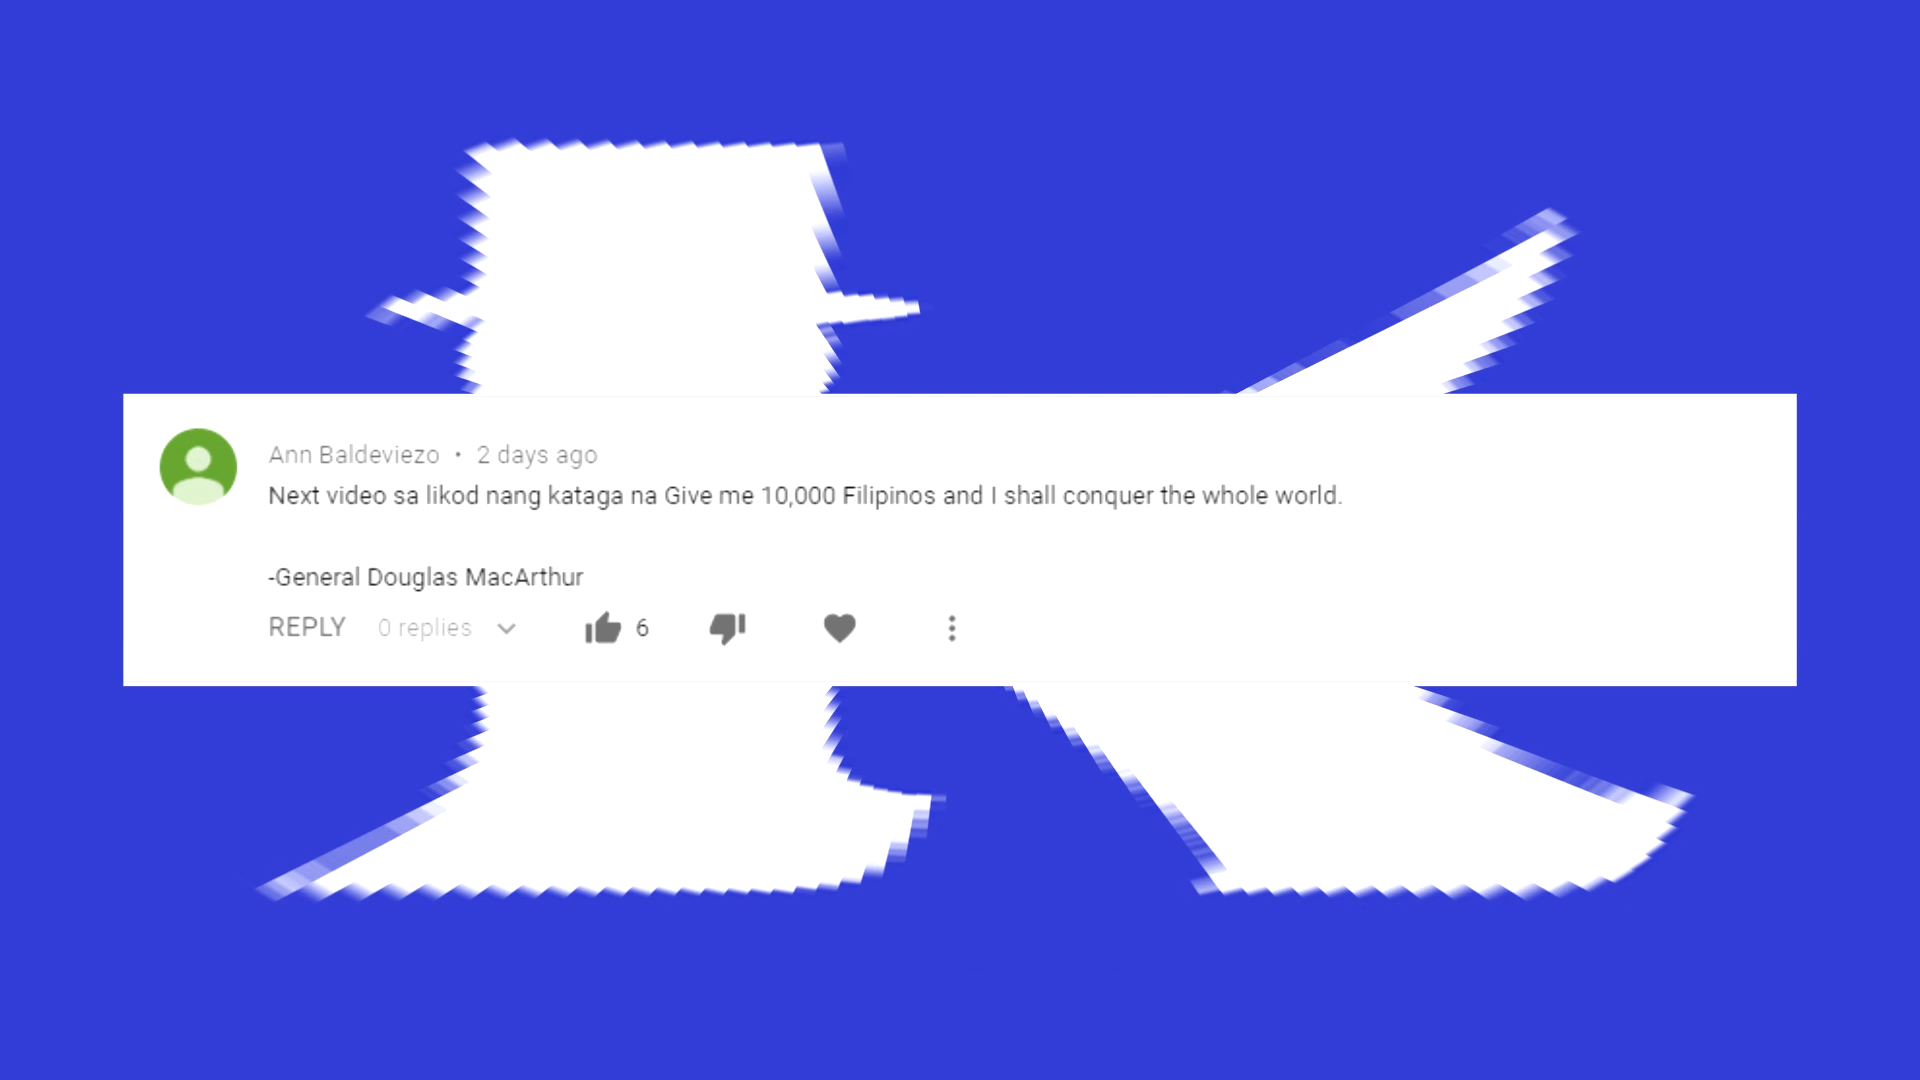 Ann Baldeviezo • 2 days ago
Next video sa likod nang kataga na Give me 10,000 Filipinos and I shall conquer the whole world.
-General Douglas MacArthur
REPLY 0 replies 6